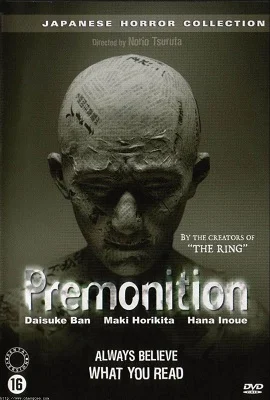 JAPANESE HORROR COLLECTION
Directed by Norio Tsuruta
BY THE CREATORS OF
"THE RING"
Premonition
Daisuke Ban Maki Horikita Hana Inoue
ALWAYS BELIEVE
WHAT YOU READ
16
DVD